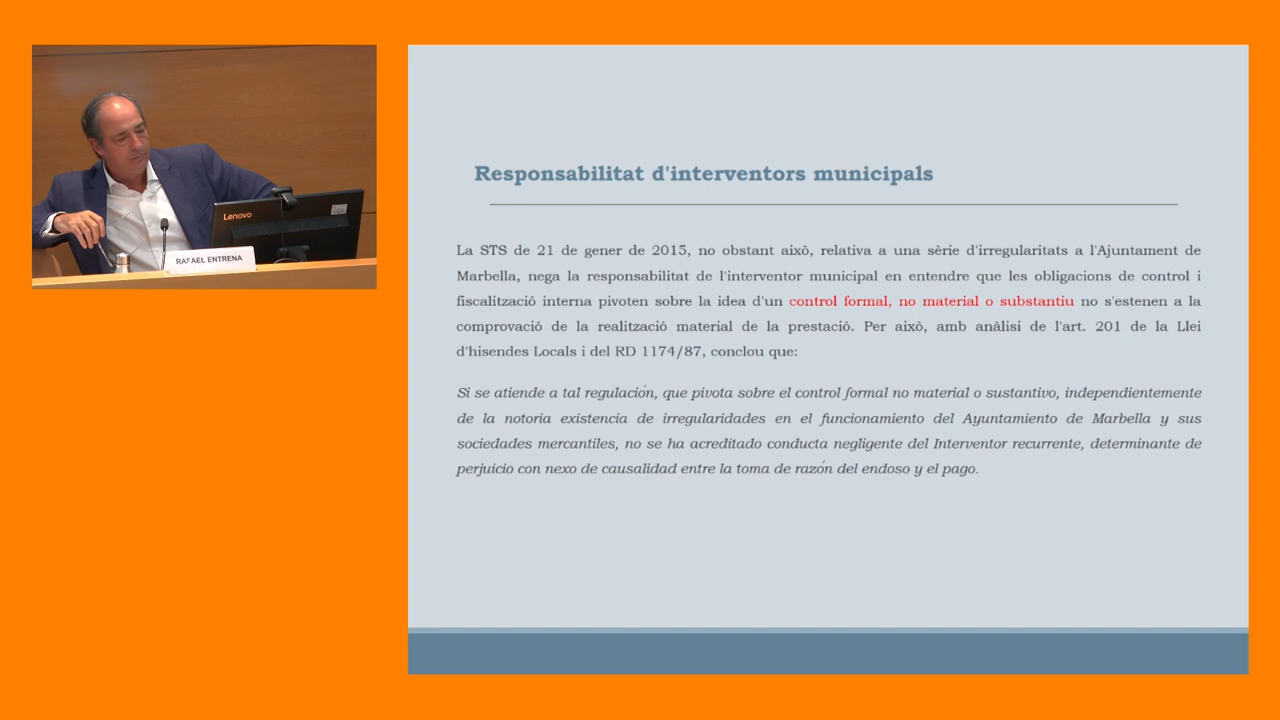 Lenovo
RAFAEL ENTRENA
Responsabilitat d'interventors municipals
La STS de 21 de gener de 2015, no obstant això, relativa a una sèrie d'irregularitats a l'Ajuntament de
Marbella, nega la responsabilitat de l'interventor municipal en entendre que les obligacions de control i
fiscalització interna pivoten sobre la idea d'un control formal, no material o substantiu no s'estenen a la
comprovació de la realització material de la prestació. Per això, amb anàlisi de l'art. 201 de la Llei
d'hisendes Locals i del RD 1174/87, conclou que:
Si se atiende a tal regulación, que pivota sobre el control formal no material o sustantivo, independientemente
de la notoria existencia de irregularidades en el funcionamiento del Ayuntamiento de Marbella y sus
sociedades mercantiles, no se ha acreditado conducta negligente del Interventor recurrente, determinante de
perjuicio con nexo de causalidad entre la toma de razón del endoso y el pago.